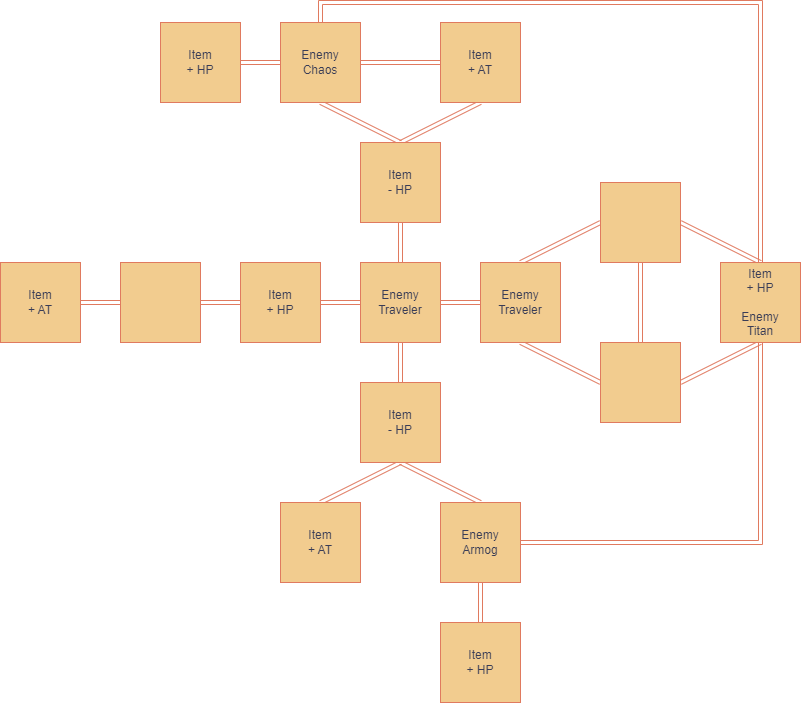 Item
+ HP
Enemy
Chaos
Item
+ AT
Item
- HP
Item
+ AT
Item
+ HP
Enemy
Traveler
Enemy
Traveler
Item
+ HP
Enemy
Titan
Item
- HP
Item
+ AT
Enemy
Armog
Item
+ HP